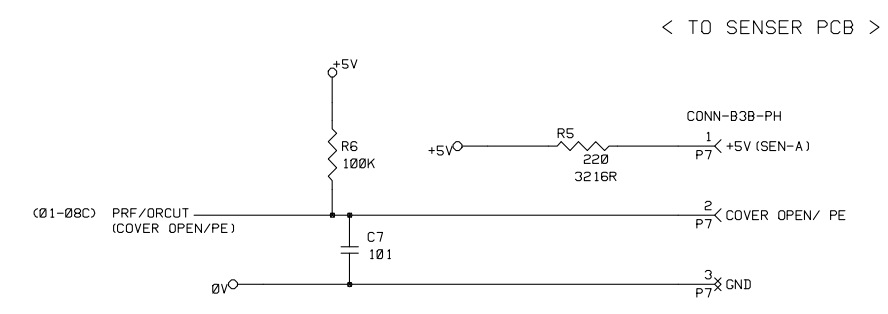 < TO SENSER PCB >
+5V
CONN-B3B-PH
R6
100K
+5V
R5
220
3216R
1
P7
+5V(SEN-A)
(01-08C) PRF/ORCUT
(COVER OPEN/PE)
2
P7
COVER OPEN/ PE
C7
101
0V
3
P7
GND